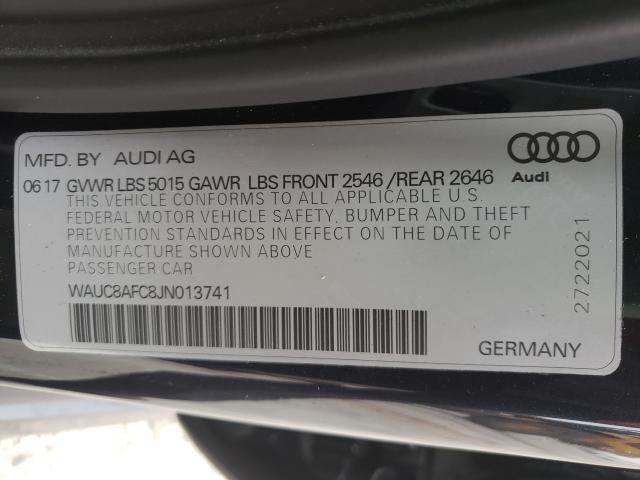 MFD. BY AUDI AG
Audi
06 17 GVWR LBS 5015 GAWR LBS FRONT 2546 /REAR 2646
THIS VEHICLE CONFORMS TO ALL APPLICABLE U.S.
FEDERAL MOTOR VEHICLE SAFETY, BUMPER AND THEFT
PREVENTION STANDARDS IN EFFECT ON THE DATE OF
MANUFACTURE SHOWN ABOVE
PASSENGER CAR
WAUC8AFC8JN013741
2722021
GERMANY